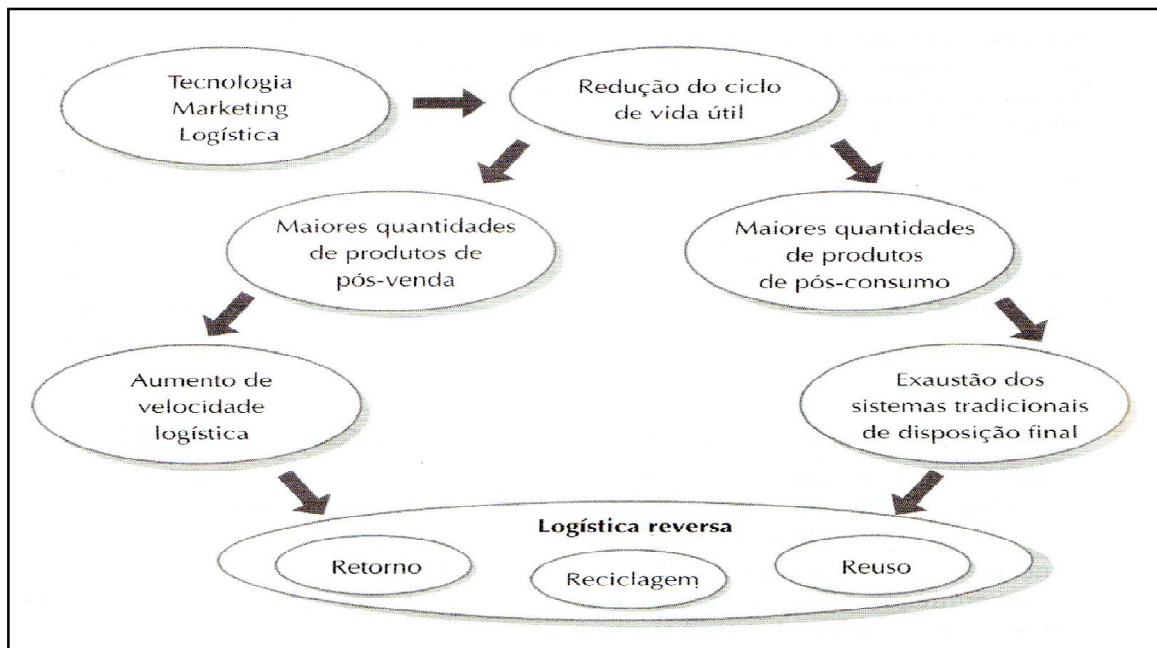 Tecnologia
Marketing
Logística
Redução do ciclo
de vida útil
Maiores quantidades
de produtos de
pós-venda
Maiores quantidades
de produtos
de pós-consumo
Aumento de
velocidade
logística
Exaustão dos
sistemas tradicionais
de disposição final
Logística reversa
Retorno
Reciclagem
Reuso